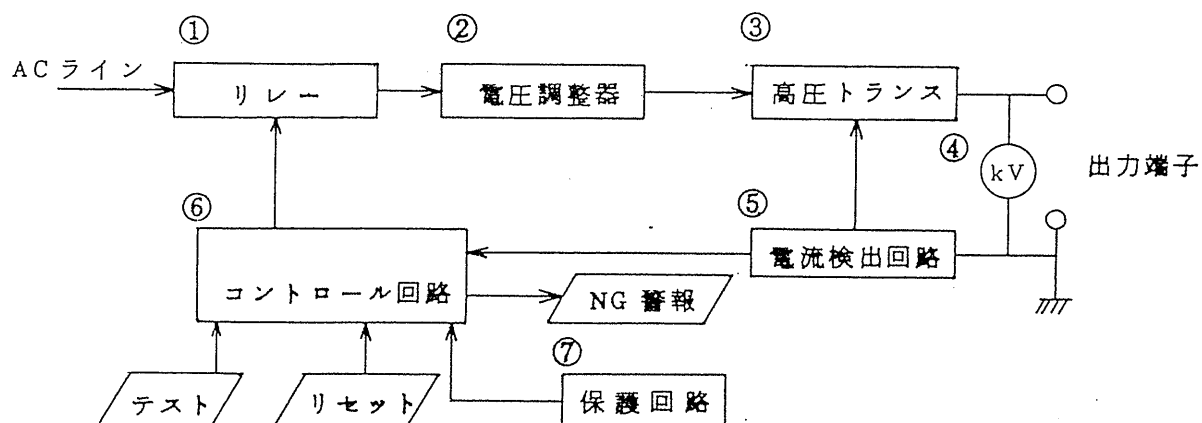 ① ② ③
ACライン リレー 電圧調整器 高圧トランス
④ kV 出力端子
⑥ ⑤
電流検出回路
コントロール回路 NG警報
⑦
テスト リセット 保護回路